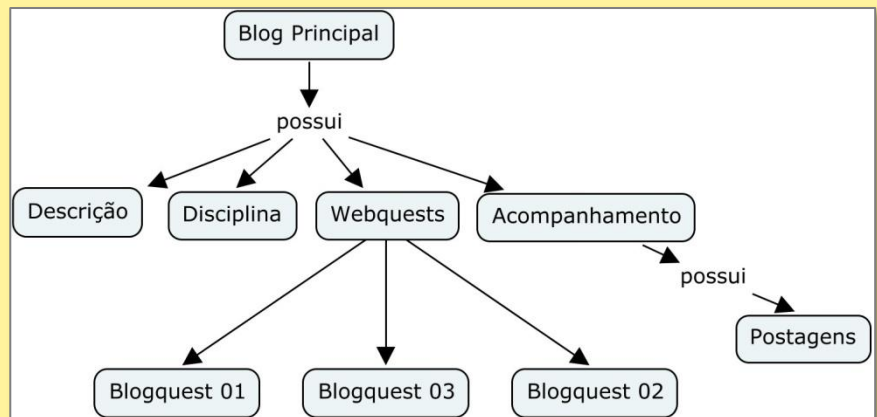 Blog Principal
possui
Descrição
Disciplina
Webquests
Acompanhamento
possui
Postagens
Blogquest 01
Blogquest 03
Blogquest 02